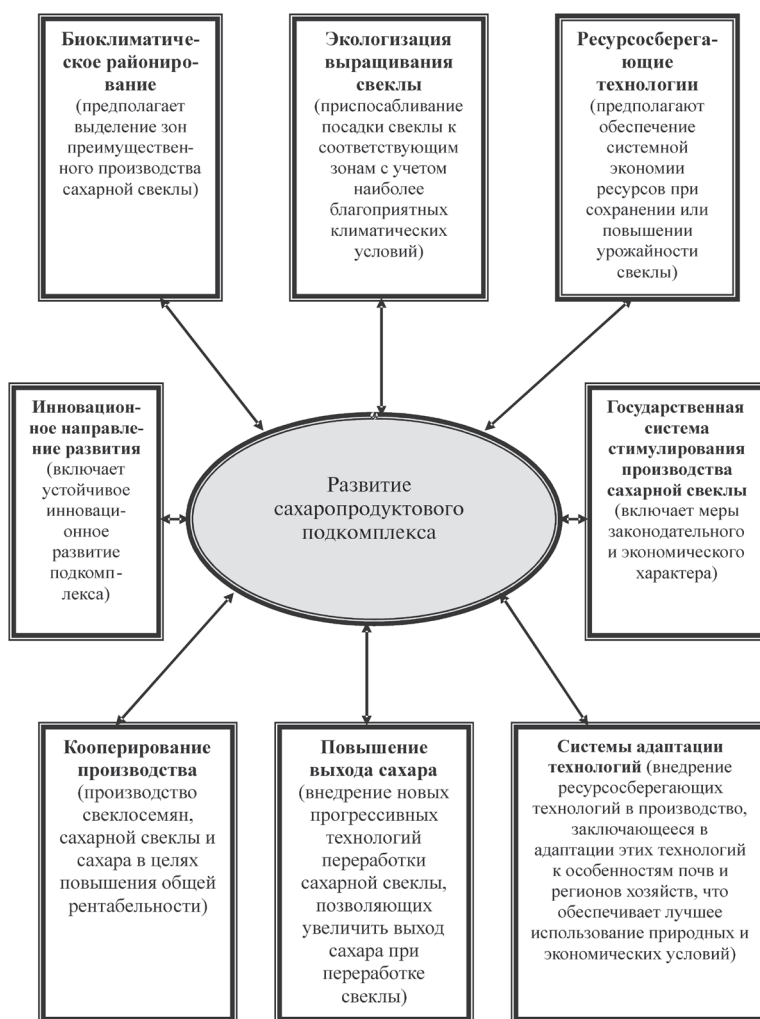 Биоклиматиче-
ское райониро-
вание
(предполагает
выделение зон
преимуществен-
ного производства
сахарной свеклы)
Экологизация
выращивания
свеклы
(приспосабливание
посадки свеклы к
соответствующим
зонам с учетом
наиболее
благоприятных
климатических
условий)
Ресурсосберега-
ющие
технологии
(предполагают
обеспечение
системной
экономии
ресурсов при
сохранении или
повышении
урожайности
свеклы)
Инновацион-
ное направле-
ние развития
(включает
устойчивое
инноваци-
онное
развитие
подкомп-
лекса)
Развитие
сахаропродуктового
подкомплекса
Государственная
система
стимулирования
производства
сахарной свеклы
(включает меры
законодательного
и экономического
характера)
Кооперирование
производства
(производство
свеклосемян,
сахарной свеклы и
сахара в целях
повышения общей
рентабельности)
Повышение
выхода сахара
(внедрение новых
прогрессивных
технологий
переработки
сахарной свеклы,
позволяющих
увеличить выход
сахара при
переработке
свеклы)
Системы адаптации
технологий (внедрение
ресурсосберегающих
технологий в производство,
заключающееся в
адаптации этих технологий
к особенностям почв и
регионов хозяйств, что
обеспечивает лучшее
использование природных и
экономических условий)